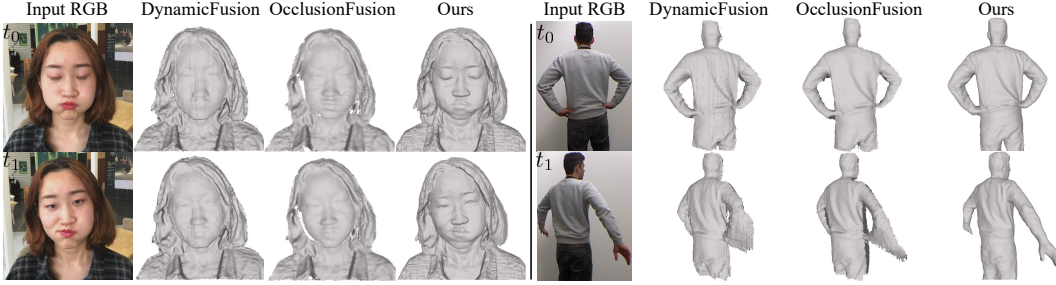 Input RGB DynamicFusion OcclusionFusion Ours Input RGB DynamicFusion OcclusionFusion Ours
t0 t0
t1 t1